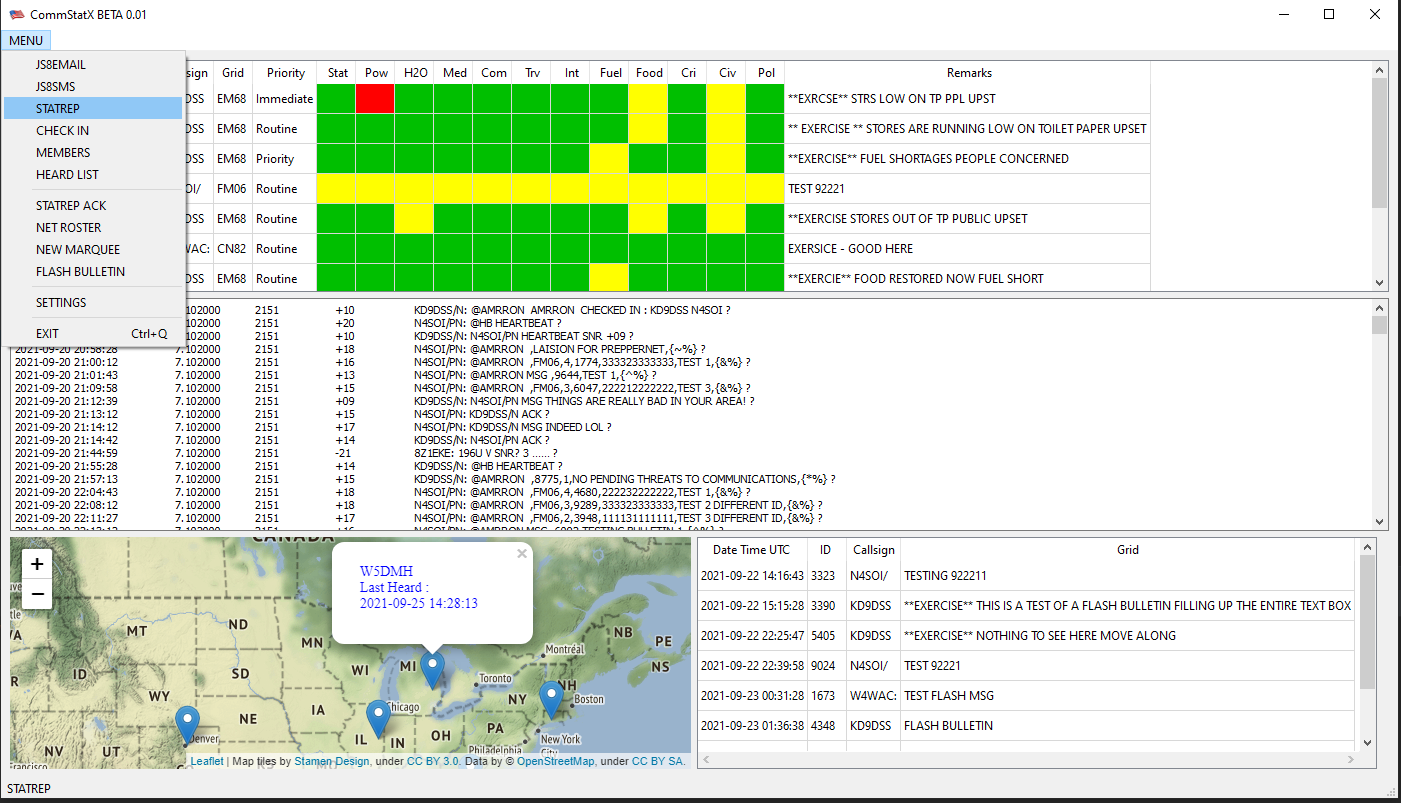 CommStatX BETA 0.01
MENU
JS8EMAIL
JS8SMS
STATREP
CHECK IN
MEMBERS
HEARD LIST
STATREP ACK
NET ROSTER
NEW MARQUEE
FLASH BULLETIN
SETTINGS
EXIT Ctrl+Q
sign Grid Priority Stat Pow H2O Med Com Trv Int Fuel Food Cri Civ Pol Remarks
DSS EM68 Immediate **EXRCSE** STRS LOW ON TP PPL UPST
DSS EM68 Routine ** EXERCISE ** STORES ARE RUNNING LOW ON TOILET PAPER UPSET
DSS EM68 Priority **EXERCISE** FUEL SHORTAGES PEOPLE CONCERNED
OI/ FM06 Routine TEST 92221
DSS EM68 Routine **EXERCISE STORES OUT OF TP PUBLIC UPSET
WAC: CN82 Routine EXERSICE - GOOD HERE
DSS EM68 Routine **EXERCIE** FOOD RESTORED NOW FUEL SHORT
7.102000 2151 +10 KD9DSS/N: @AMRRON AMRRON CHECKED IN : KD9DSS N4SOI ?
7.102000 2151 +20 N4SOI/PN: @HB HEARTBEAT ?
7.102000 2151 +10 KD9DSS/N: N4SOI/PN HEARTBEAT SNR +09 ?
2021-09-20 20:58:28 7.102000 2151 +18 N4SOI/PN: @AMRRON ,LAISION FOR PREPPERNET,{~%} ?
2021-09-20 21:00:12 7.102000 2151 +16 N4SOI/PN: @AMRRON ,FM06,4,1774,333323333333,TEST 1,{&%} ?
2021-09-20 21:01:43 7.102000 2151 +13 N4SOI/PN: @AMRRON MSG ,9644,TEST 1,{^%} ?
2021-09-20 21:09:58 7.102000 2151 +15 N4SOI/PN: @AMRRON ,FM06,3,6047,222212222222,TEST 3,{&%} ?
2021-09-20 21:12:39 7.102000 2151 +09 KD9DSS/N: N4SOI/PN MSG THINGS ARE REALLY BAD IN YOUR AREA! ?
2021-09-20 21:13:12 7.102000 2151 +15 N4SOI/PN: KD9DSS/N ACK ?
2021-09-20 21:14:12 7.102000 2151 +17 N4SOI/PN: KD9DSS/N MSG INDEED LOL ?
2021-09-20 21:14:42 7.102000 2151 +14 KD9DSS/N: N4SOI/PN ACK ?
2021-09-20 21:44:59 7.102000 2151 -21 8Z1EKE: 196U V SNR? 3 ...... ?
2021-09-20 21:55:28 7.102000 2151 +14 KD9DSS/N: @HB HEARTBEAT ?
2021-09-20 21:57:13 7.102000 2151 +15 KD9DSS/N: @AMRRON ,8775,1,NO PENDING THREATS TO COMMUNICATIONS,{*%} ?
2021-09-20 22:04:43 7.102000 2151 +18 N4SOI/PN: @AMRRON ,FM06,4,4680,222232222222,TEST 1,{&%} ?
2021-09-20 22:08:12 7.102000 2151 +18 N4SOI/PN: @AMRRON ,FM06,3,9289,333323333333,TEST 2 DIFFERENT ID,{&%} ?
2021-09-20 22:11:27 7.102000 2151 +17 N4SOI/PN: @AMRRON ,FM06,2,3948,111131111111,TEST 3 DIFFERENT ID,{&%} ?
CANADA
+
−
W5DMH
Last Heard :
2021-09-25 14:28:13
×
MT
ND
MN
NB
PE
NS
ID
SD
WI
MI
Montréal
Toronto
WY
NE
IA
Chicago
NY
NH
Boston
Denver
IL
IN
OH
PA
New York
City
Philadelphia
NV
UT
Leaflet | Map tiles by Stamen Design, under CC BY 3.0. Data by © OpenStreetMap, under CC BY SA.
Date Time UTC ID Callsign Grid
2021-09-22 14:16:43 3323 N4SOI/ TESTING 922211
2021-09-22 15:15:28 3390 KD9DSS **EXERCISE** THIS IS A TEST OF A FLASH BULLETIN FILLING UP THE ENTIRE TEXT BOX
2021-09-22 22:25:47 5405 KD9DSS **EXERCISE** NOTHING TO SEE HERE MOVE ALONG
2021-09-22 22:39:58 9024 N4SOI/ TEST 92221
2021-09-23 00:31:28 1673 W4WAC: TEST FLASH MSG
2021-09-23 01:36:38 4348 KD9DSS FLASH BULLETIN
STATREP